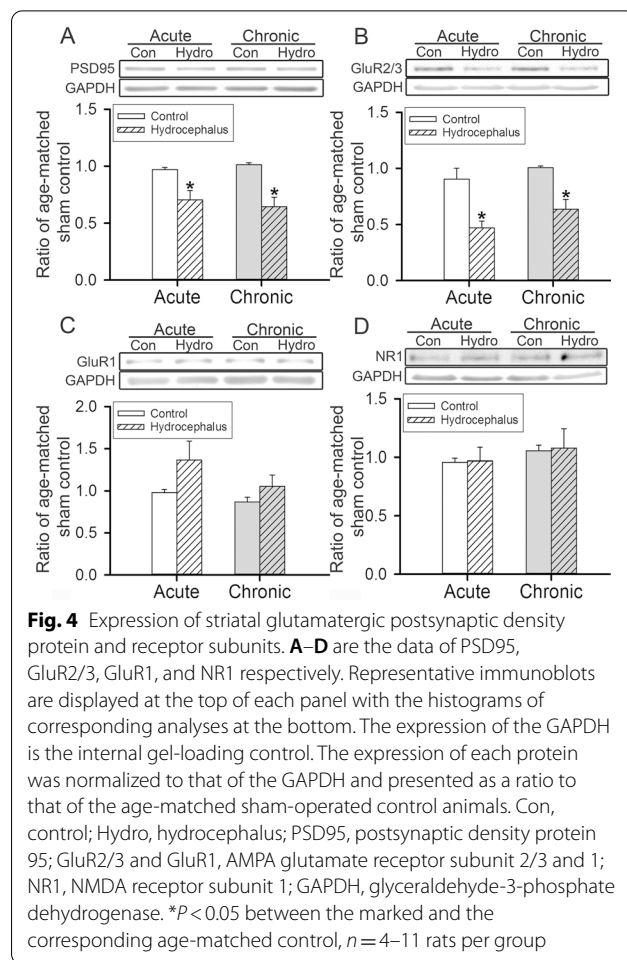 A
Acute Chronic
Con Hydro Con Hydro
PSD95
GAPDH
1.5
1.0
0.5
0.0
Ratio of age-matched
sham control
Control
Hydrocephalus
* *
Acute Chronic
B
Acute Chronic
Con Hydro Con Hydro
GluR2/3
GAPDH
1.5
1.0
0.5
0.0
Ratio of age-matched
sham control
Control
Hydrocephalus
* *
Acute Chronic
C
Acute Chronic
Con Hydro Con Hydro
GluR1
GAPDH
2.0
1.5
1.0
0.5
0.0
Ratio of age-matched
sham control
Control
Hydrocephalus
Acute Chronic
D
Acute Chronic
Con Hydro Con Hydro
NR1
GAPDH
1.5
1.0
0.5
0.0
Ratio of age-matched
sham control
Control
Hydrocephalus
Acute Chronic
Fig. 4 Expression of striatal glutamatergic postsynaptic density
protein and receptor subunits. A–D are the data of PSD95,
GluR2/3, GluR1, and NR1 respectively. Representative immunoblots
are displayed at the top of each panel with the histograms of
corresponding analyses at the bottom. The expression of the GAPDH
is the internal gel-loading control. The expression of each protein
was normalized to that of the GAPDH and presented as a ratio to
that of the age-matched sham-operated control animals. Con,
control; Hydro, hydrocephalus; PSD95, postsynaptic density protein
95; GluR2/3 and GluR1, AMPA glutamate receptor subunit 2/3 and 1;
NR1, NMDA receptor subunit 1; GAPDH, glyceraldehyde-3-phosphate
dehydrogenase. *P < 0.05 between the marked and the
corresponding age-matched control, n = 4–11 rats per group